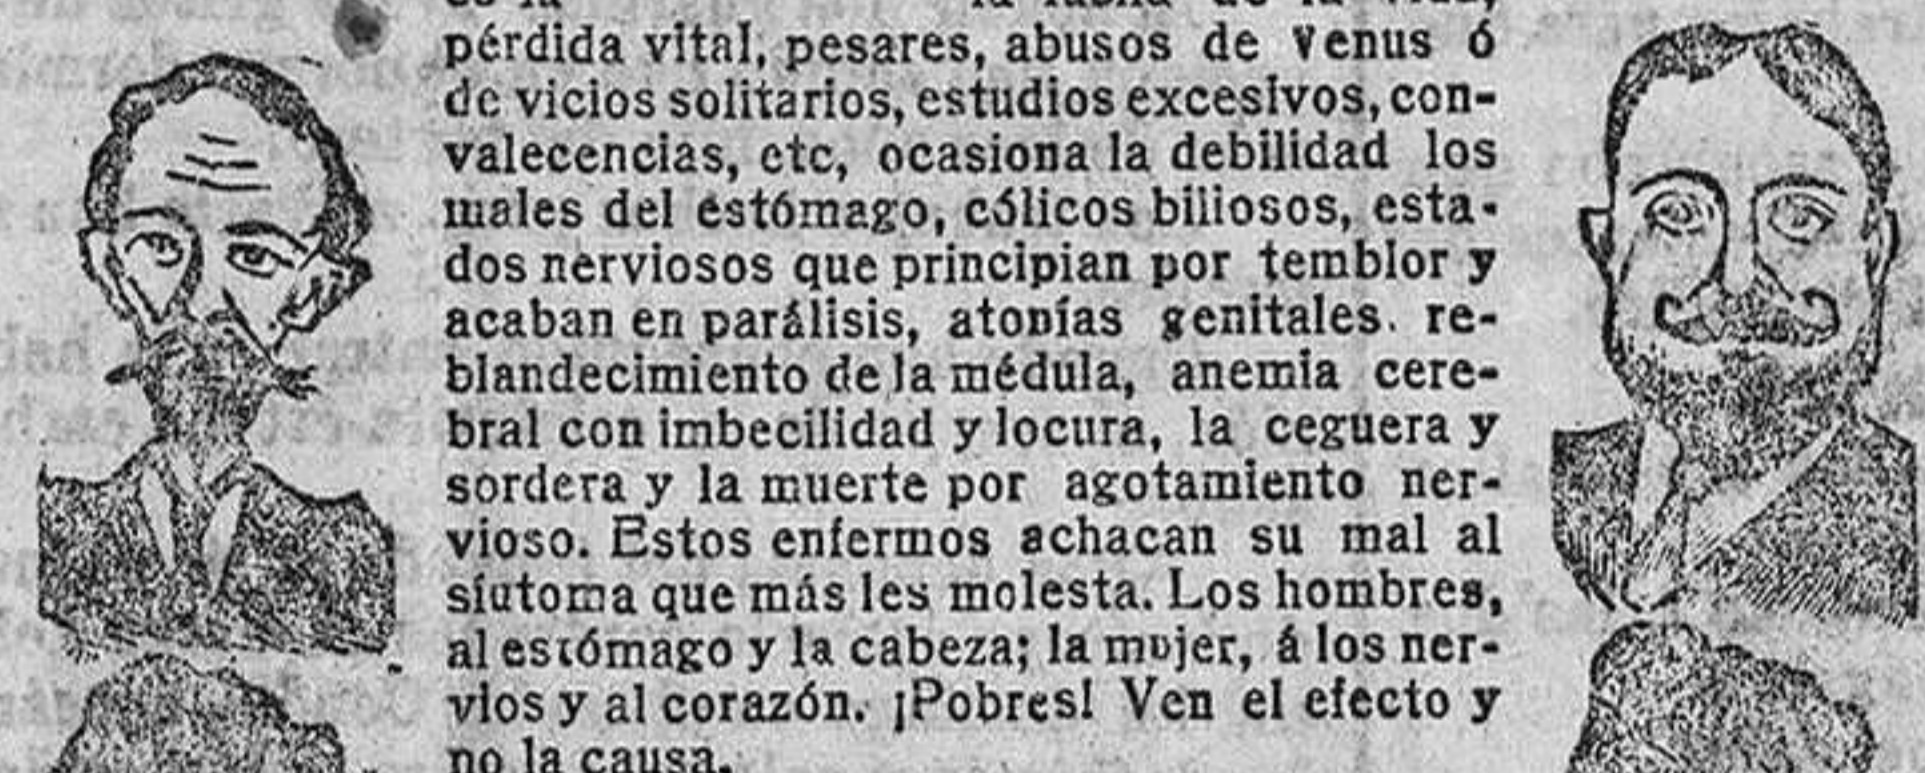 pérdida vital, pesares, abusos de Venus ó
de vicios solitarios, estudios excesivos, con-
valecencias, etc, ocasiona la debilidad los
males del estómago, cólicos biliosos, esta-
dos nerviosos que principian por temblor y
acaban en parálisis, atonías genitales. re-
blandecimiento de la médula, anemia cere-
bral con imbecilidad y locura, la ceguera y
sordera y la muerte por agotamiento ner-
vioso. Estos enfermos achacan su mal al
síntoma que más les molesta. Los hombres,
al estómago y la cabeza; la mujer, á los ner-
vios y al corazón. ¡Pobres! Ven el efecto y
no la causa.